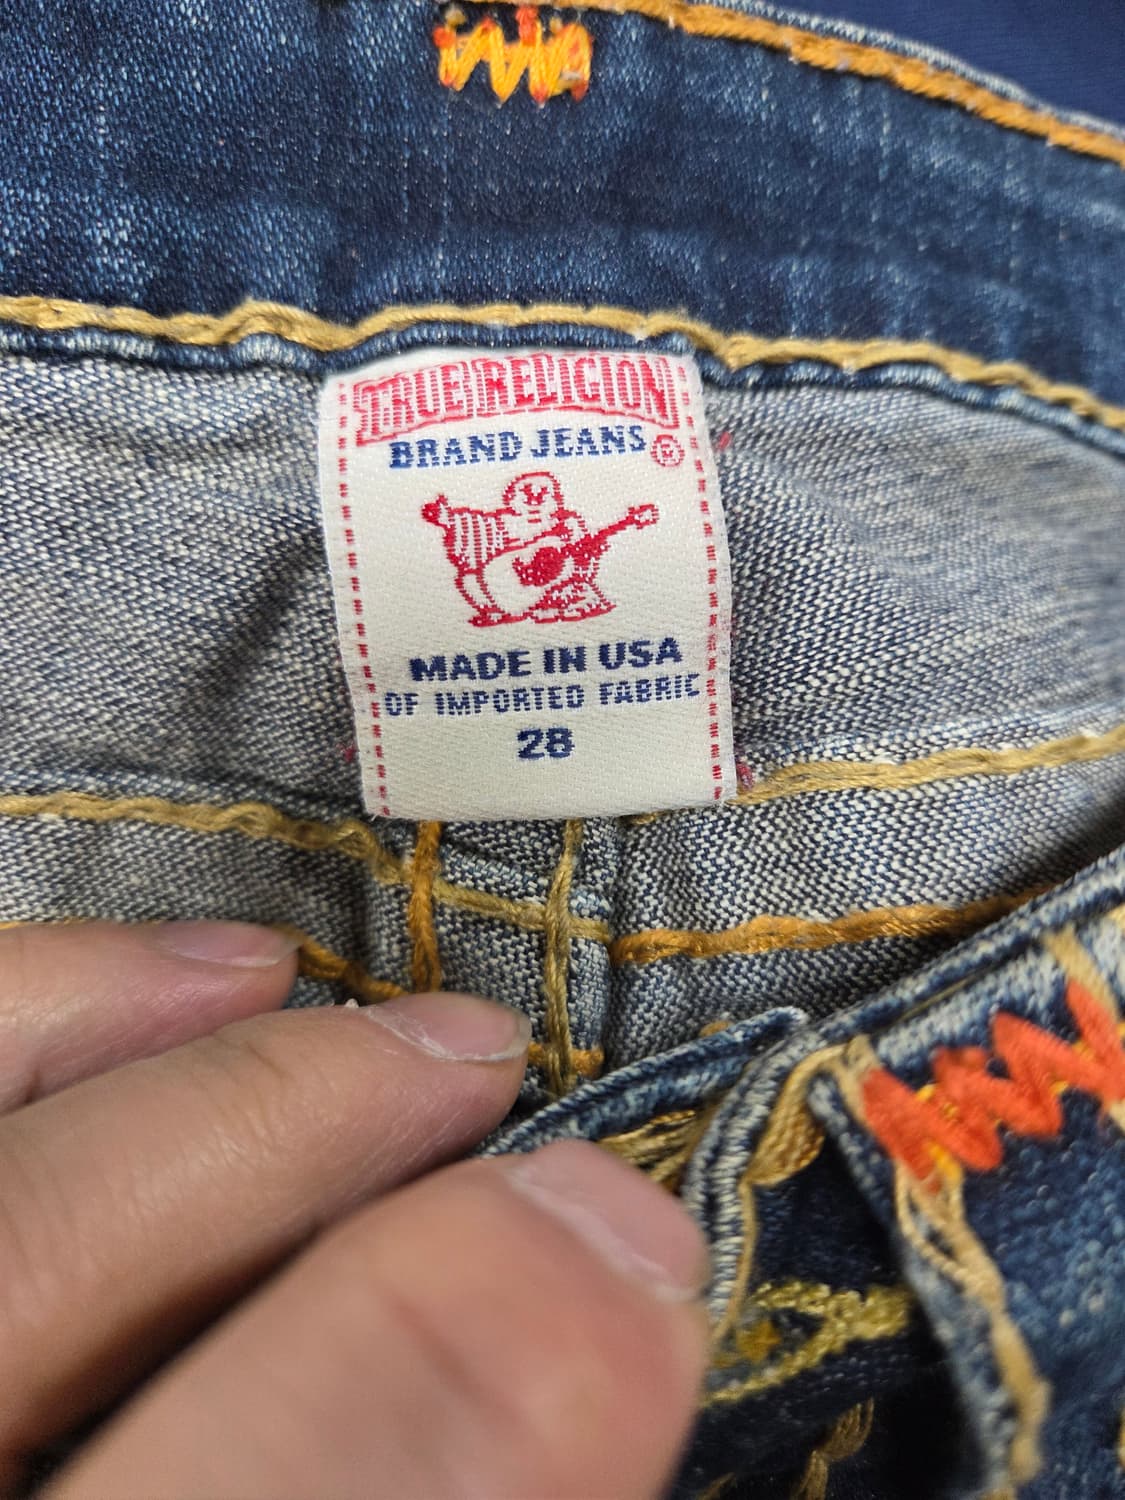 TRUE RELIGION
BRAND JEANS ®
MADE IN USA
OF IMPORTED FABRIC
28